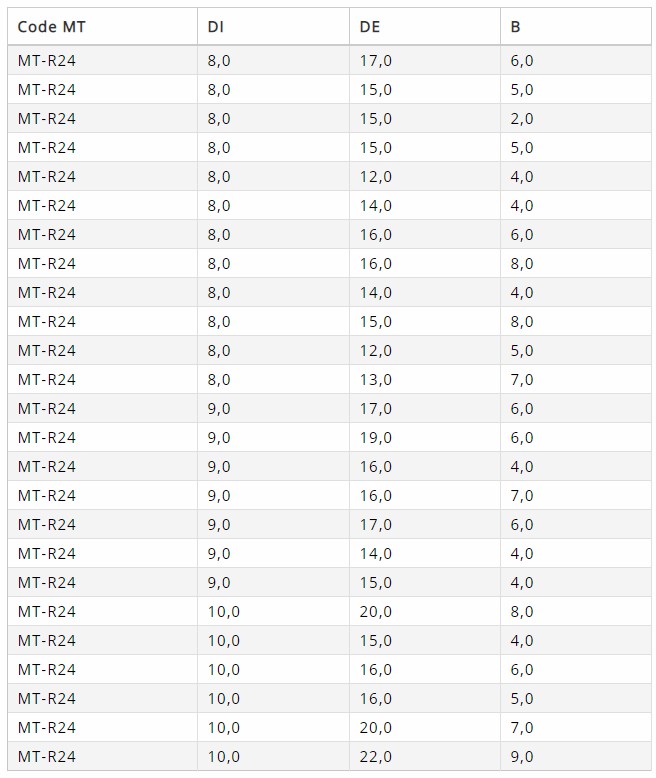 Code MT DI DE B
MT-R24 8,0 17,0 6,0
MT-R24 8,0 15,0 5,0
MT-R24 8,0 15,0 2,0
MT-R24 8,0 15,0 5,0
MT-R24 8,0 12,0 4,0
MT-R24 8,0 14,0 4,0
MT-R24 8,0 16,0 6,0
MT-R24 8,0 16,0 8,0
MT-R24 8,0 14,0 4,0
MT-R24 8,0 15,0 8,0
MT-R24 8,0 12,0 5,0
MT-R24 8,0 13,0 7,0
MT-R24 9,0 17,0 6,0
MT-R24 9,0 19,0 6,0
MT-R24 9,0 16,0 4,0
MT-R24 9,0 16,0 7,0
MT-R24 9,0 17,0 6,0
MT-R24 9,0 14,0 4,0
MT-R24 9,0 15,0 4,0
MT-R24 10,0 20,0 8,0
MT-R24 10,0 15,0 4,0
MT-R24 10,0 16,0 6,0
MT-R24 10,0 16,0 5,0
MT-R24 10,0 20,0 7,0
MT-R24 10,0 22,0 9,0